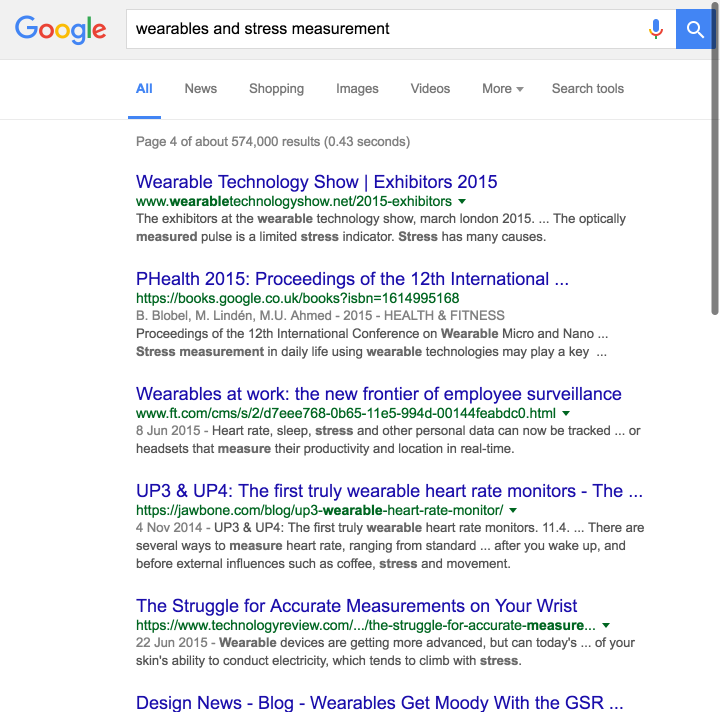 Google
wearables and stress measurement
All News Shopping Images Videos More Search tools
Page 4 of about 574,000 results (0.43 seconds)
Wearable Technology Show | Exhibitors 2015
www.wearabletechnologyshow.net/2015-exhibitors
The exhibitors at the wearable technology show, march london 2015. ... The optically
measured pulse is a limited stress indicator. Stress has many causes.
PHealth 2015: Proceedings of the 12th International ...
https://books.google.co.uk/books?isbn=1614995168
B. Blobel, M. Lindén, M.U. Ahmed - 2015 - HEALTH & FITNESS
Proceedings of the 12th International Conference on Wearable Micro and Nano ...
Stress measurement in daily life using wearable technologies may play a key ...
Wearables at work: the new frontier of employee surveillance
www.ft.com/cms/s/2/d7eee768-0b65-11e5-994d-00144feabdc0.html
8 Jun 2015 - Heart rate, sleep, stress and other personal data can now be tracked ... or
headsets that measure their productivity and location in real-time.
UP3 & UP4: The first truly wearable heart rate monitors - The ...
https://jawbone.com/blog/up3-wearable-heart-rate-monitor/
4 Nov 2014 - UP3 & UP4: The first truly wearable heart rate monitors. 11.4. ... There are
several ways to measure heart rate, ranging from standard ... after you wake up, and
before external influences such as coffee, stress and movement.
The Struggle for Accurate Measurements on Your Wrist
https://www.technologyreview.com/.../the-struggle-for-accurate-measure...
22 Jun 2015 - Wearable devices are getting more advanced, but can today's ... of your
skin's ability to conduct electricity, which tends to climb with stress.
Design News - Blog - Wearables Get Moody With the GSR ...